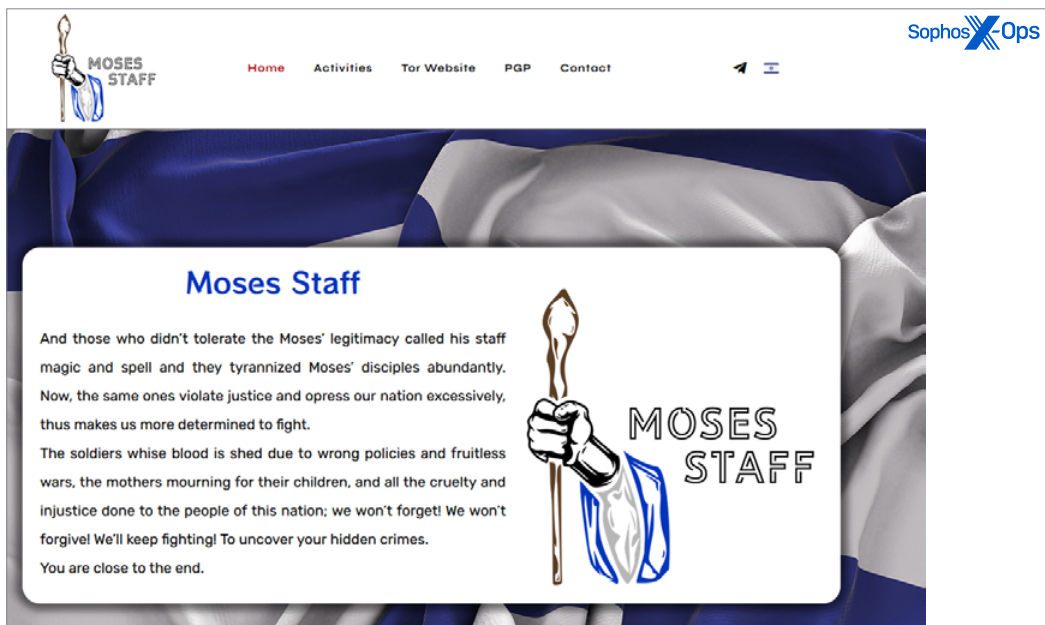 Sophos X-Ops
MOSES
STAFF
Home Activities Tor Website PGP Contact
Moses Staff
And those who didn't tolerate the Moses' legitimacy called his staff
magic and spell and they tyrannized Moses' disciples abundantly.
Now, the same ones violate justice and opress our nation excessively,
thus makes us more determined to fight.
The soldiers whise blood is shed due to wrong policies and fruitless
wars, the mothers mourning for their children, and all the cruelty and
injustice done to the people of this nation; we won't forget! We won't
forgive! We'll keep fighting! To uncover your hidden crimes.
You are close to the end.
MOSES
STAFF